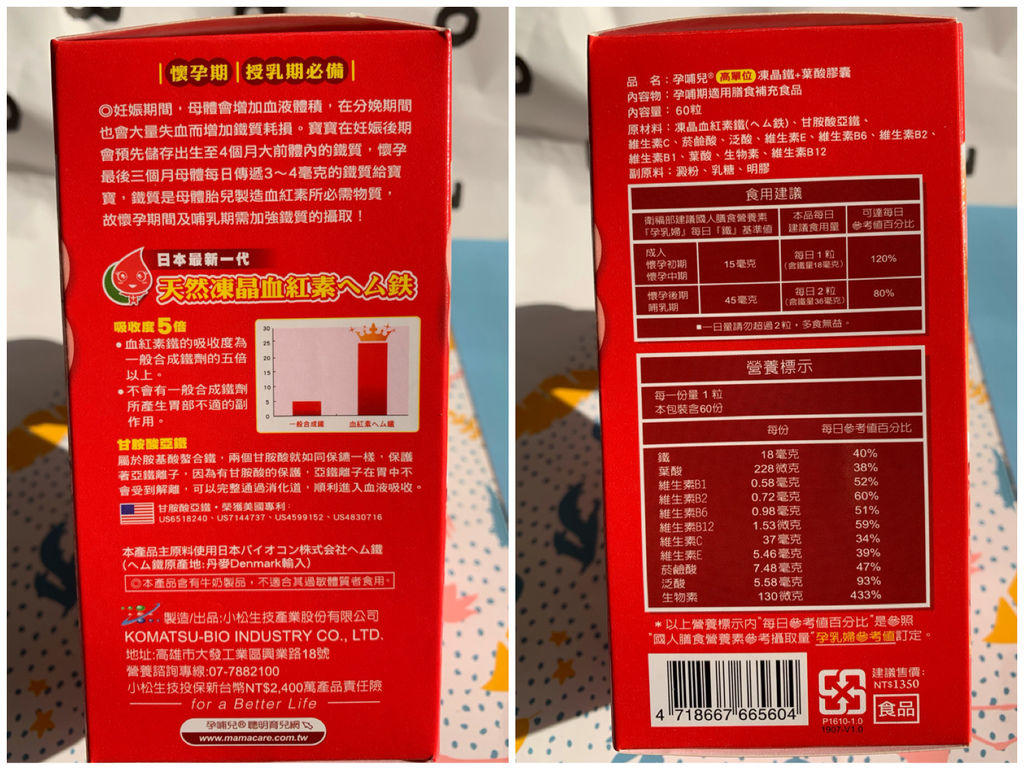 懷孕期｜授乳期必備
◎妊娠期間，母體會增加血液體積，在分娩期間
也會大量失血而增加鐵質耗損。寶寶在妊娠後期
會預先儲存出生至4個月大前體內的鐵質，懷孕
最後三個月母體每日傳遞3～4毫克的鐵質給寶
寶，鐵質是母體胎兒製造血紅素所必需物質，
故懷孕期間及哺乳期需加強鐵質的攝取！
日本最新一代
天然凍晶血紅素ヘム鉄
吸收度5倍
●血紅素鐵的吸收度為
一般合成鐵劑的五倍
以上。
●不會有一般合成鐵劑
所產生胃部不適的副
作用。
30
25
20
15
10
5
0
一般合成鐵
血紅素ヘム鐵
甘胺酸亞鐵
屬於胺基酸螯合鐵，兩個甘胺酸就如同保鏢一樣，保護
著亞鐵離子，因為有甘胺酸的保護，亞鐵離子在胃中不
會受到解離，可以完整通過消化道，順利進入血液吸收。
甘胺酸亞鐵・榮獲美國專利：
US6518240、US7144737、US4599152、US4830716
本產品主原料使用日本バイオコン株式会社ヘム鐵
(ヘム鐵原產地:丹麥Denmark輸入)
◎本產品含有牛奶製品，不適合其過敏體質者食用。
製造/出品:小松生技產業股份有限公司
KOMATSU-BIO INDUSTRY CO., LTD.
地址:高雄市大發工業區興業路18號
營養諮詢專線:07-7882100
小松生技投保新台幣NT$2,400萬產品責任險
for a Better Life
孕哺兒®聰明育兒網
www.mamacare.com.tw
品　名：孕哺兒®高單位凍晶鐵+葉酸膠囊
內容物：孕哺期適用膳食補充食品
內容量：60粒
原材料：凍晶血紅素鐵(ヘム鉄)、甘胺酸亞鐵、
維生素C、菸鹼酸、泛酸、維生素E、維生素B6、維生素B2、
維生素B1、葉酸、生物素、維生素B12
副原料：澱粉、乳糖、明膠
食用建議
衛福部建議國人膳食營養素
「孕乳婦」每日「鐵」基準值
本品每日
建議食用量
可達每日
參考值百分比
成人
懷孕初期
懷孕中期
15毫克
每日1粒
(含鐵量18毫克)
120%
懷孕後期
哺乳期
45毫克
每日2粒
(含鐵量36毫克)
80%
■一日量請勿超過2粒，多食無益。
營養標示
每一份量1粒
本包裝含60份
每份 每日參考值百分比
鐵 18毫克 40%
葉酸 228微克 38%
維生素B1 0.58毫克 52%
維生素B2 0.72毫克 60%
維生素B6 0.98毫克 51%
維生素B12 1.53微克 59%
維生素C 37毫克 34%
維生素E 5.46毫克 39%
菸鹼酸 7.48毫克 47%
泛酸 5.58毫克 93%
生物素 130微克 433%
＊以上營養標示內"每日參考值百分比"是參照
"國人膳食營養素參考攝取量"孕乳婦參考值訂定。
4 718667 665604
P1610-1.0
1907-V1.0
建議售價:
NT$1350
食品